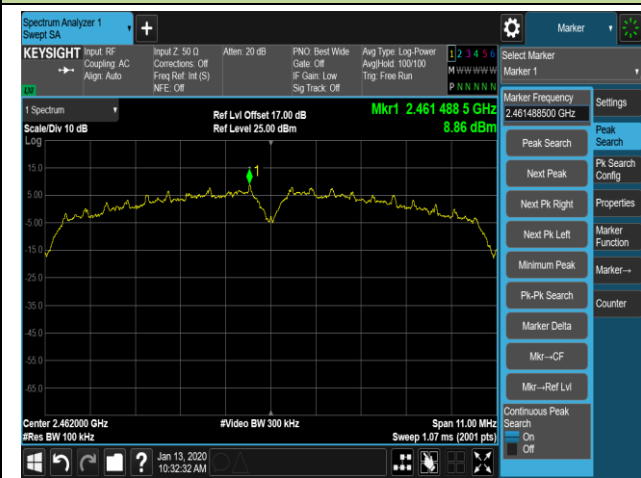 Spectrum Analyzer 1
Swept SA
+
Marker
KEYSIGHT
Input: RF
Coupling: AC
Align: Auto
Input Z: 50 Ω
Corrections: Off
Freq Ref: Int (S)
NFE: Off
Atten: 20 dB
PNO: Best Wide
Gate: Off
IF Gain: Low
Sig Track: Off
Avg Type: Log-Power
Avg|Hold: 100/100
Trig: Free Run
1 2 3 4 5 6
M W W W W W
P N N N N N
LXI
Select Marker
Marker 1
1 Spectrum
Scale/Div 10 dB
Ref Lvl Offset 17.00 dB
Ref Level 25.00 dBm
Mkr1 2.461 488 5 GHz
8.86 dBm
Log
15.0
5.00
-5.00
-15.0
-25.0
-35.0
-45.0
-55.0
-65.0
1
Center 2.462000 GHz
#Res BW 100 kHz
#Video BW 300 kHz
Span 11.00 MHz
Sweep 1.07 ms (2001 pts)
Marker Frequency
2.461488500 GHz
Peak Search
Next Peak
Next Pk Right
Next Pk Left
Minimum Peak
Pk-Pk Search
Marker Delta
Mkr→CF
Mkr→Ref Lvl
Continuous Peak
Search
On
Off
Settings
Peak
Search
Pk Search
Config
Properties
Marker
Function
Marker→
Counter
?
Jan 13, 2020
10:32:32 AM